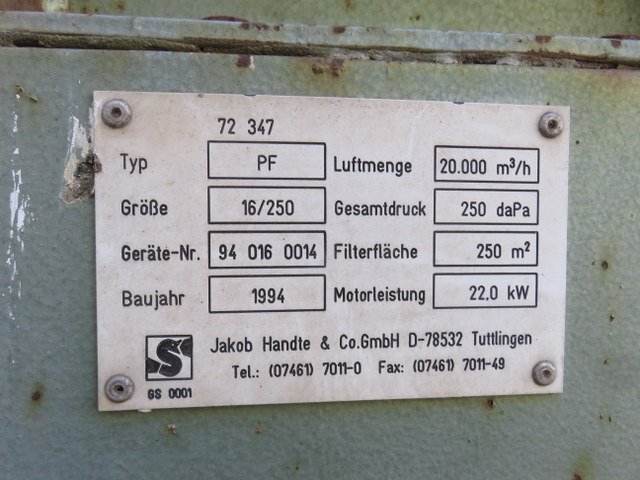 72 347
Typ PF Luftmenge 20.000 m³/h
Größe 16/250 Gesamtdruck 250 daPa
Geräte-Nr. 94 016 0014 Filterfläche 250 m²
Baujahr 1994 Motorleistung 22.0 kW
Jakob Handte & Co.GmbH D-78532 Tuttlingen
Tel.: (07461) 7011-0 Fax: (07461) 7011-49
GS 0001